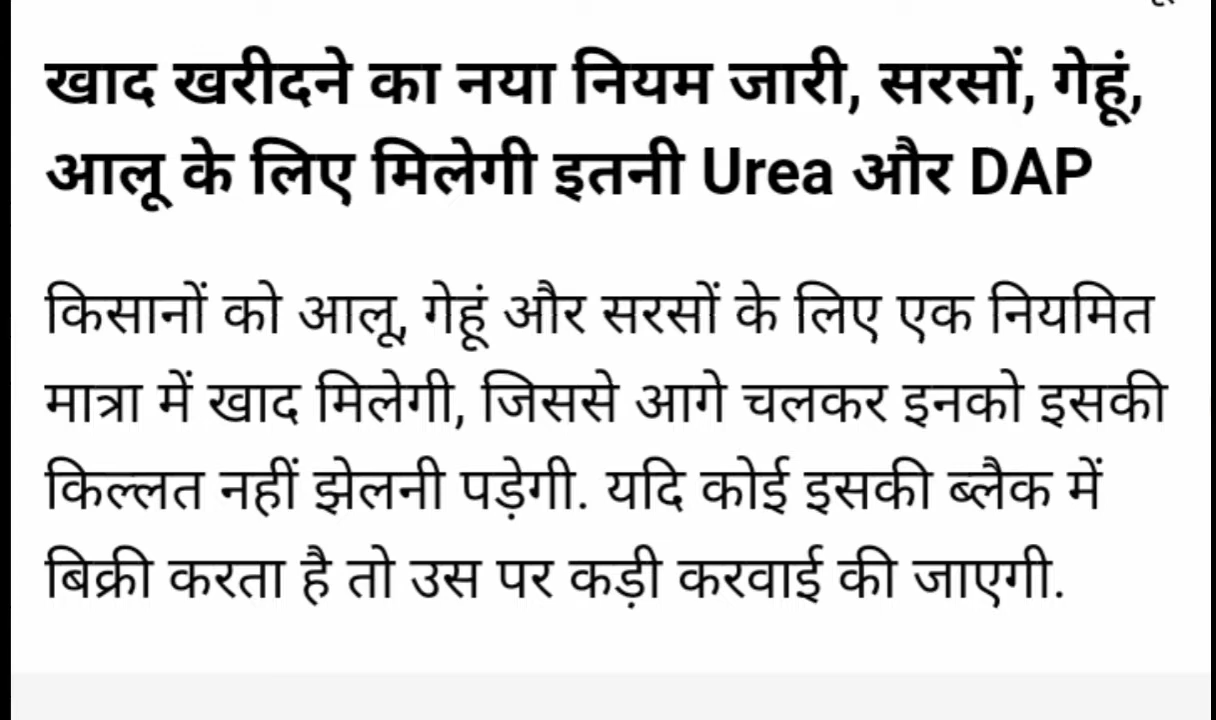 खाद खरीदने का नया नियम जारी, सरसों, गेहूं,
आलू के लिए मिलेगी इतनी Urea और DAP
किसानों को आलू, गेहूं और सरसों के लिए एक नियमित
मात्रा में खाद मिलेगी, जिससे आगे चलकर इनको इसकी
किल्लत नहीं झेलनी पड़ेगी. यदि कोई इसकी ब्लैक में
बिक्री करता है तो उस पर कड़ी करवाई की जाएगी.